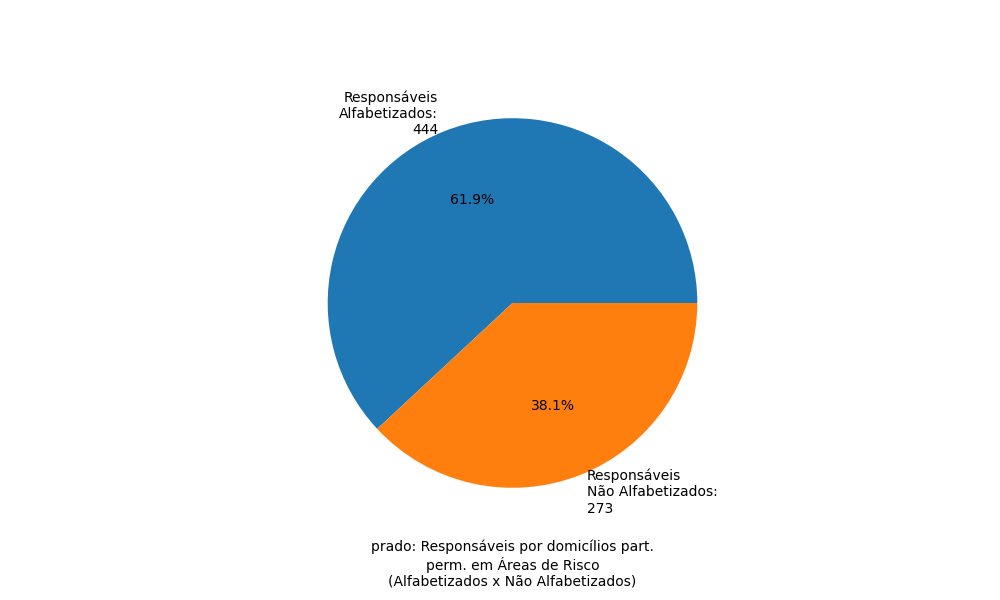 Responsáveis
Alfabetizados:
444
61.9%
38.1%
Responsáveis
Não Alfabetizados:
273
prado: Responsáveis por domicílios part.
perm. em Áreas de Risco
(Alfabetizados x Não Alfabetizados)